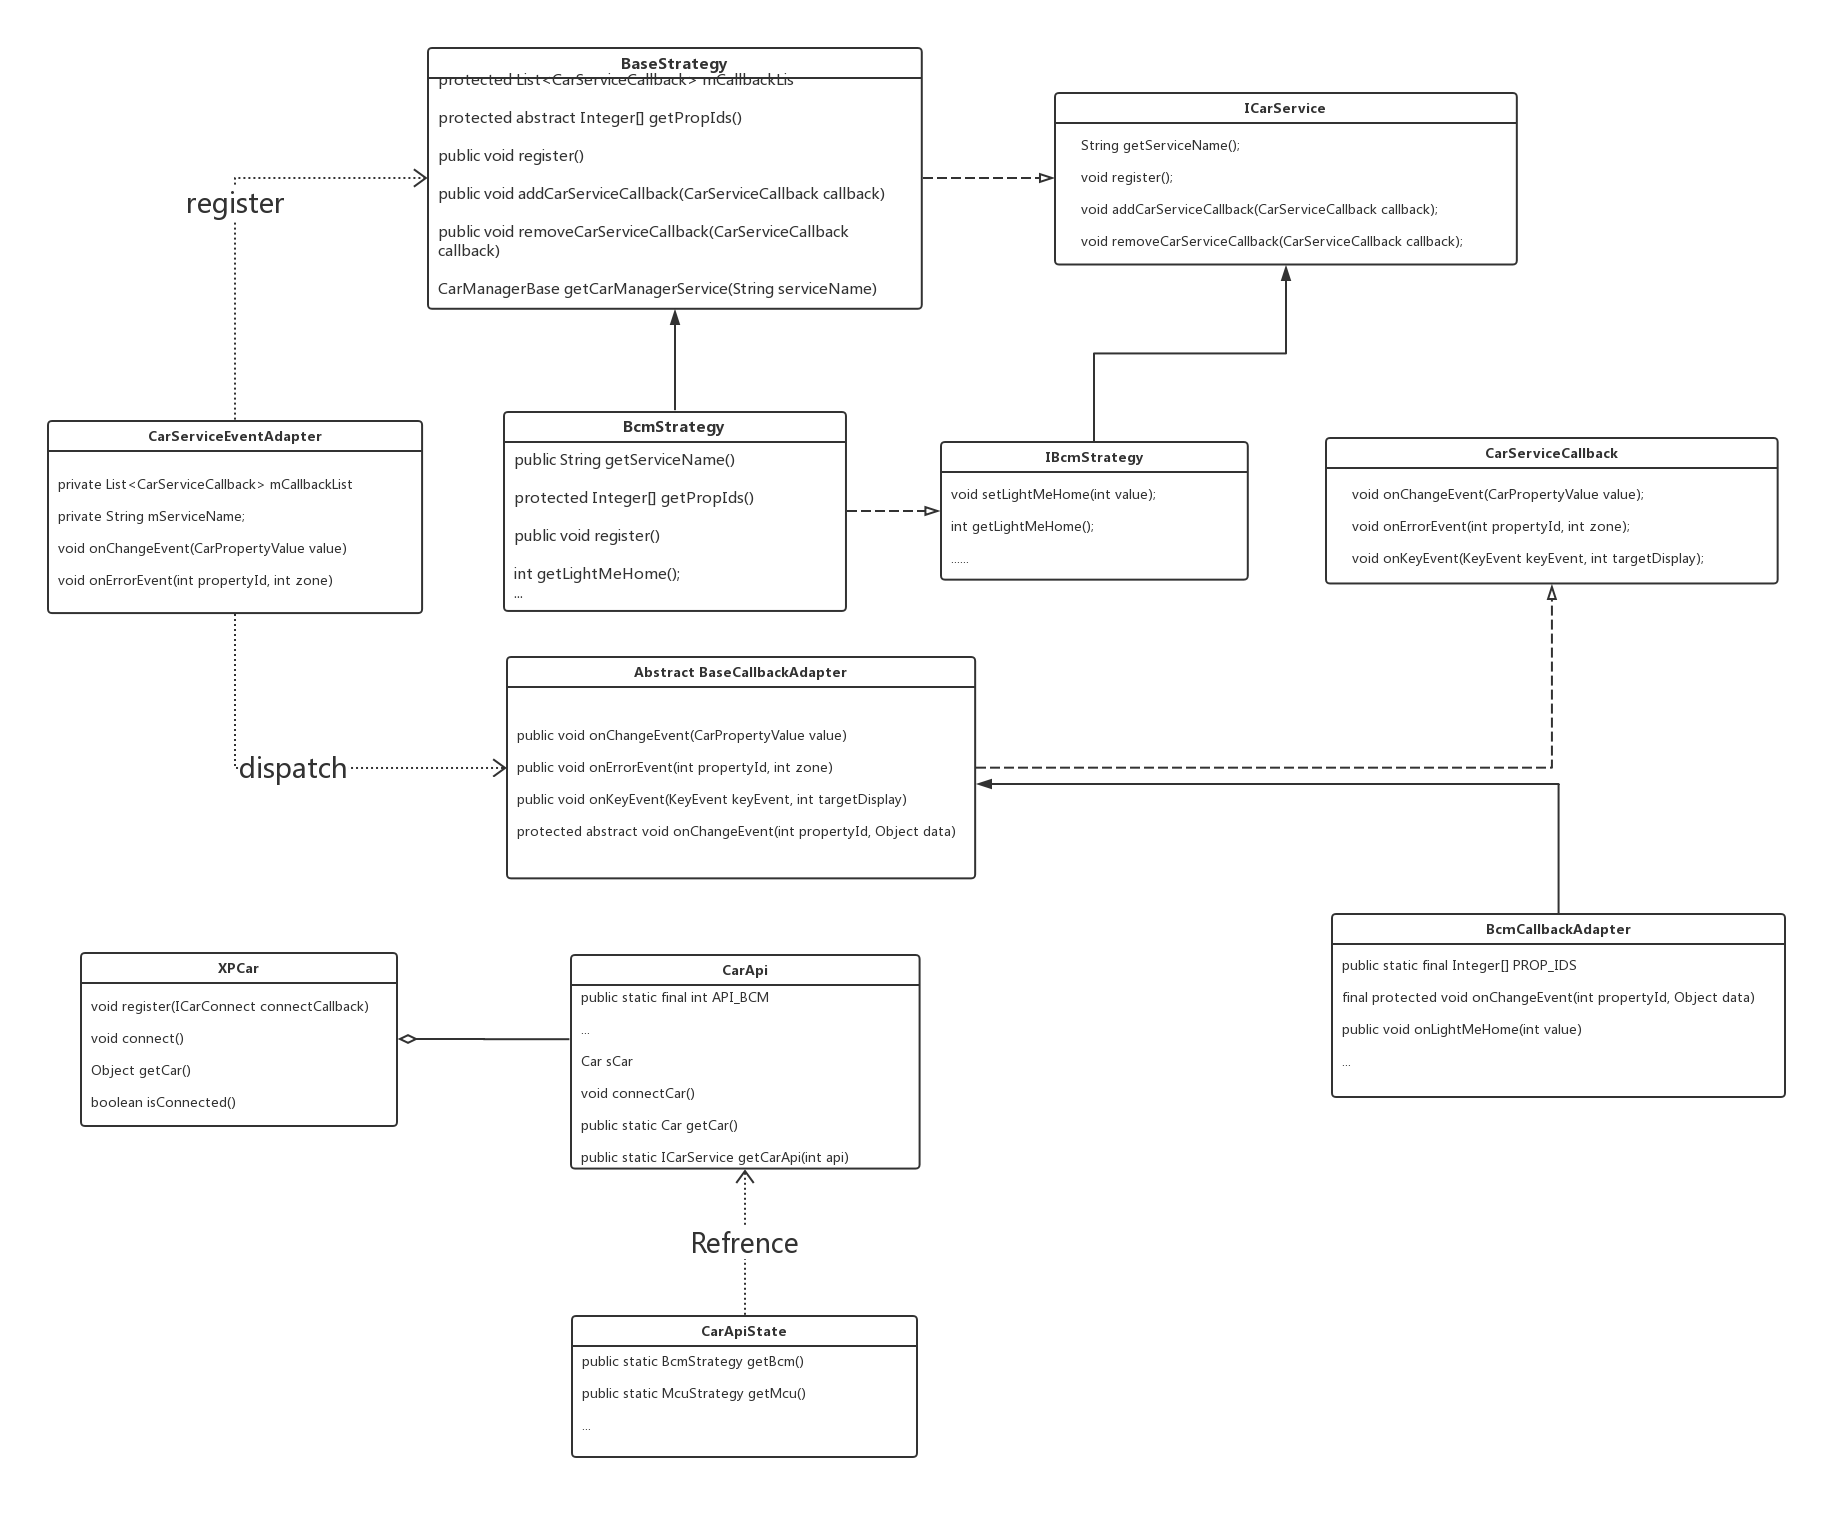 BaseStrategy
protected List<CarServiceCallback> mCallbackLis
protected abstract Integer[] getPropIds()
public void register()
public void addCarServiceCallback(CarServiceCallback callback)
public void removeCarServiceCallback(CarServiceCallback
callback)
CarManagerBase getCarManagerService(String serviceName)
ICarService
String getServiceName();
void register();
void addCarServiceCallback(CarServiceCallback callback);
void removeCarServiceCallback(CarServiceCallback callback);
register
CarServiceEventAdapter
private List<CarServiceCallback> mCallbackList
private String mServiceName;
void onChangeEvent(CarPropertyValue value)
void onErrorEvent(int propertyId, int zone)
BcmStrategy
public String getServiceName()
protected Integer[] getPropIds()
public void register()
int getLightMeHome();
...
IBcmStrategy
void setLightMeHome(int value);
int getLightMeHome();
......
CarServiceCallback
void onChangeEvent(CarPropertyValue value);
void onErrorEvent(int propertyId, int zone);
void onKeyEvent(KeyEvent keyEvent, int targetDisplay);
dispatch
Abstract BaseCallbackAdapter
public void onChangeEvent(CarPropertyValue value)
public void onErrorEvent(int propertyId, int zone)
public void onKeyEvent(KeyEvent keyEvent, int targetDisplay)
protected abstract void onChangeEvent(int propertyId, Object data)
BcmCallbackAdapter
public static final Integer[] PROP_IDS
final protected void onChangeEvent(int propertyId, Object data)
public void onLightMeHome(int value)
...
XPCar
void register(ICarConnect connectCallback)
void connect()
Object getCar()
boolean isConnected()
CarApi
public static final int API_BCM
...
Car sCar
void connectCar()
public static Car getCar()
public static ICarService getCarApi(int api)
Refrence
CarApiState
public static BcmStrategy getBcm()
public static McuStrategy getMcu()
...